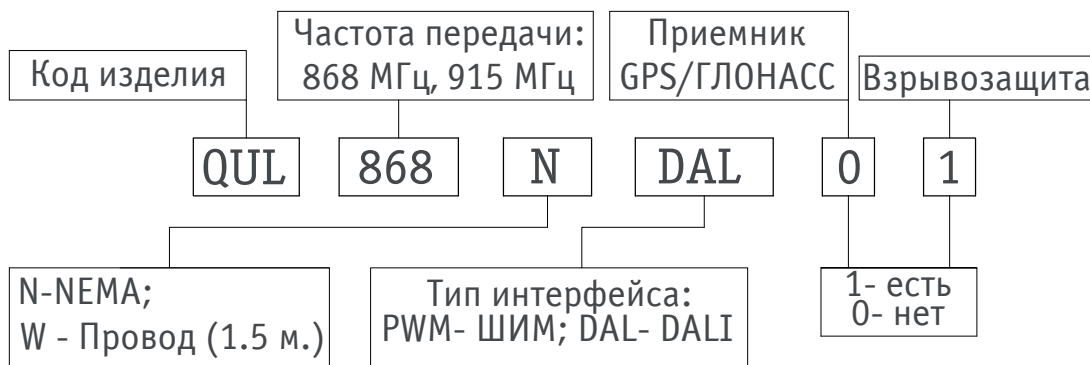 Код изделия
Частота передачи:
868 МГц, 915 МГц
Приемник
GPS/ГЛОНАСС
Взрывозащита
QUL
868
N
DAL
0
1
N-NEMA;
W - Провод (1.5 м.)
Тип интерфейса:
PWM- ШИМ; DAL- DALI
1- есть
0- нет